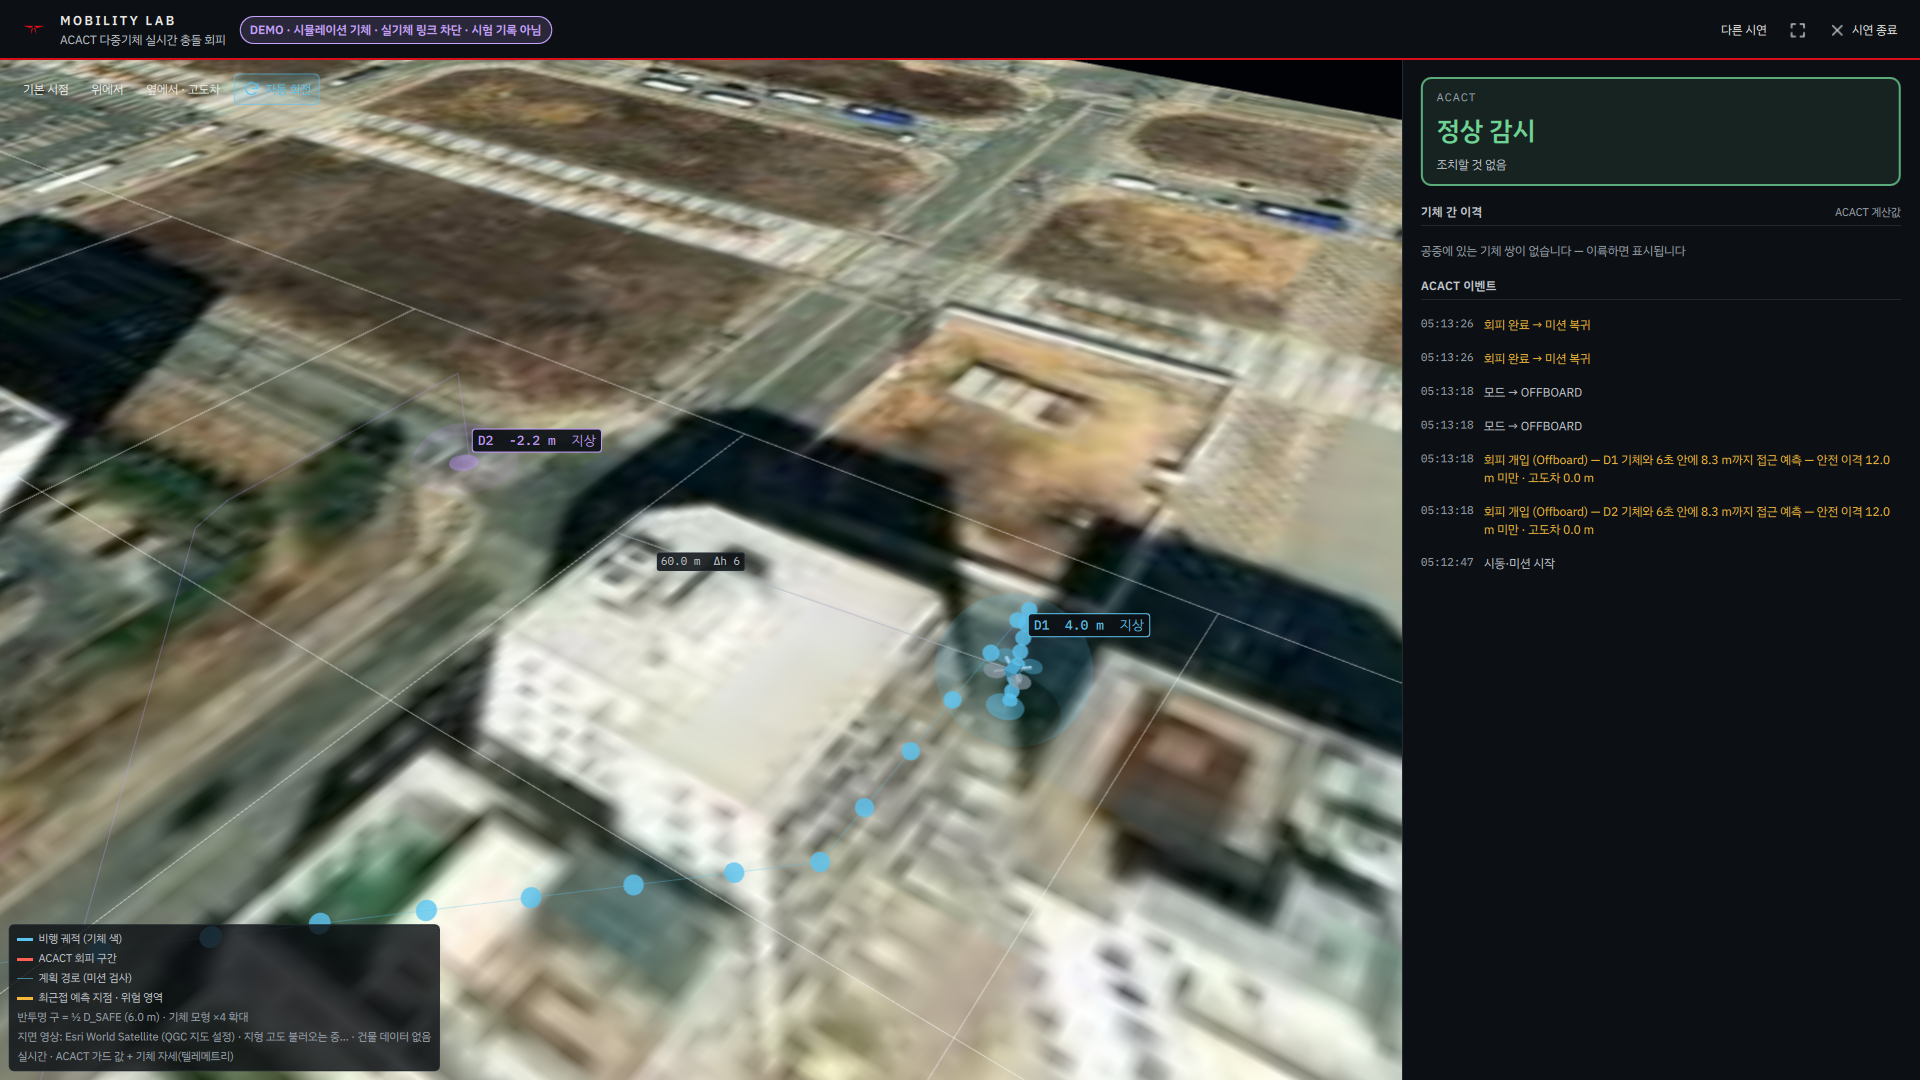 MOBILITY LAB
ACACT 다중기체 실시간 충돌 회피
DEMO · 시뮬레이션 기체 · 실기체 링크 차단 · 시험 기록 아님
다른 시연
시연 종료
기본 시점
위에서
옆에서 · 고도차
자동 회전
ACACT
정상 감시
조치할 것 없음
기체 간 이격
ACACT 계산값
공중에 있는 기체 쌍이 없습니다 — 이륙하면 표시됩니다
ACACT 이벤트
05:13:26 회피 완료 → 미션 복귀
05:13:26 회피 완료 → 미션 복귀
05:13:18 모드 → OFFBOARD
05:13:18 모드 → OFFBOARD
05:13:18 회피 개입 (Offboard) — D1 기체와 6초 안에 8.3 m까지 접근 예측 — 안전 이격 12.0
m 미만 · 고도차 0.0 m
05:13:18 회피 개입 (Offboard) — D2 기체와 6초 안에 8.3 m까지 접근 예측 — 안전 이격 12.0
m 미만 · 고도차 0.0 m
05:12:47 시동·미션 시작
D2 -2.2 m 지상
60.0 m Δh 6
D1 4.0 m 지상
비행 궤적 (기체 색)
ACACT 회피 구간
계획 경로 (미션 검사)
최근접 예측 지점 · 위험 영역
반투명 구 = ½ D_SAFE (6.0 m) · 기체 모형 ×4 확대
지면 영상: Esri World Satellite (QGC 지도 설정) · 지형 고도 불러오는 중… · 건물 데이터 없음
실시간 · ACACT 가드 값 + 기체 자세(텔레메트리)